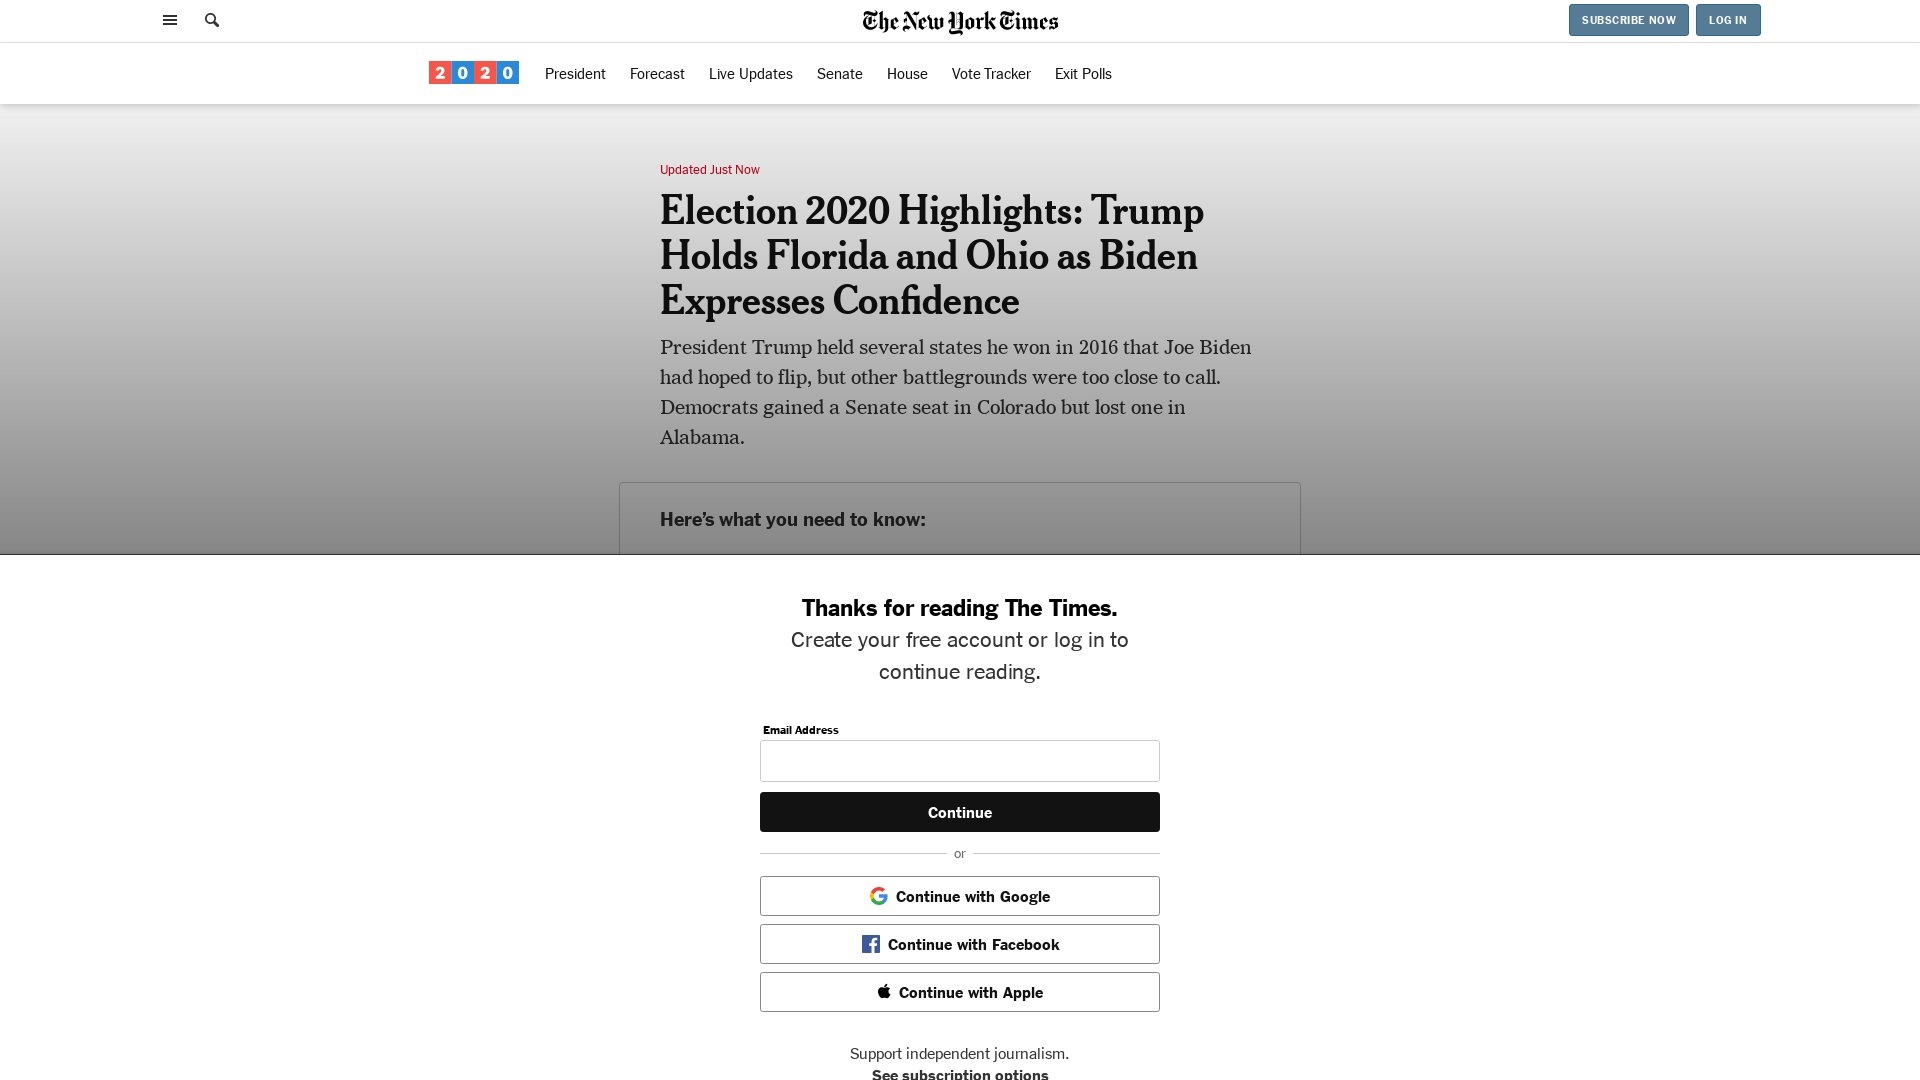 The New York Times
SUBSCRIBE NOW
LOG IN
2020
President
Forecast
Live Updates
Senate
House
Vote Tracker
Exit Polls
Updated Just Now
Election 2020 Highlights: Trump
Holds Florida and Ohio as Biden
Expresses Confidence
President Trump held several states he won in 2016 that Joe Biden
had hoped to flip, but other battlegrounds were too close to call.
Democrats gained a Senate seat in Colorado but lost one in
Alabama.
Here’s what you need to know:
Thanks for reading The Times.
Create your free account or log in to
continue reading.
Email Address
Continue
or
Continue with Google
Continue with Facebook
Continue with Apple
Support independent journalism.
See subscription options